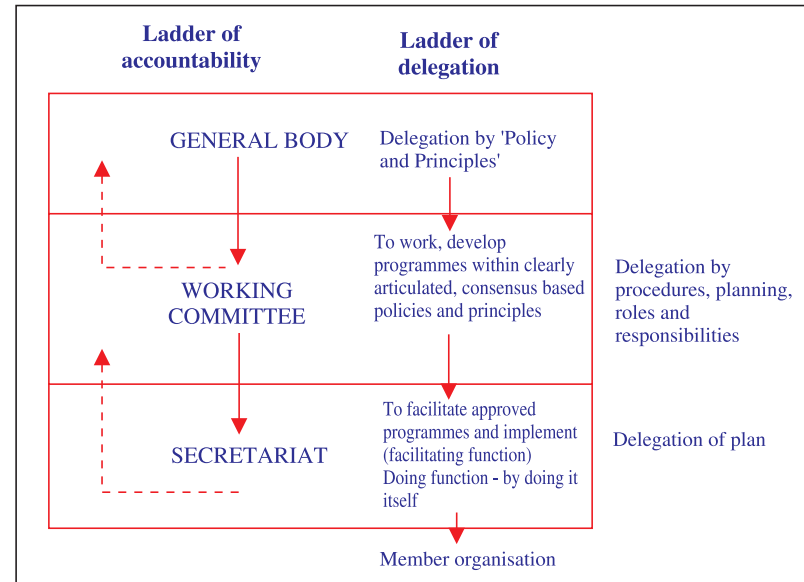 Ladder of
accountability
Ladder of
delegation
GENERAL BODY
Delegation by 'Policy
and Principles'
WORKING
COMMITTEE
To work, develop
programmes within clearly
articulated, consensus based
policies and principles
Delegation by
procedures, planning,
roles and
responsibilities
SECRETARIAT
To facilitate approved
programmes and implement
(facilitating function)
Doing function - by doing it
itself
Delegation of plan
Member organisation